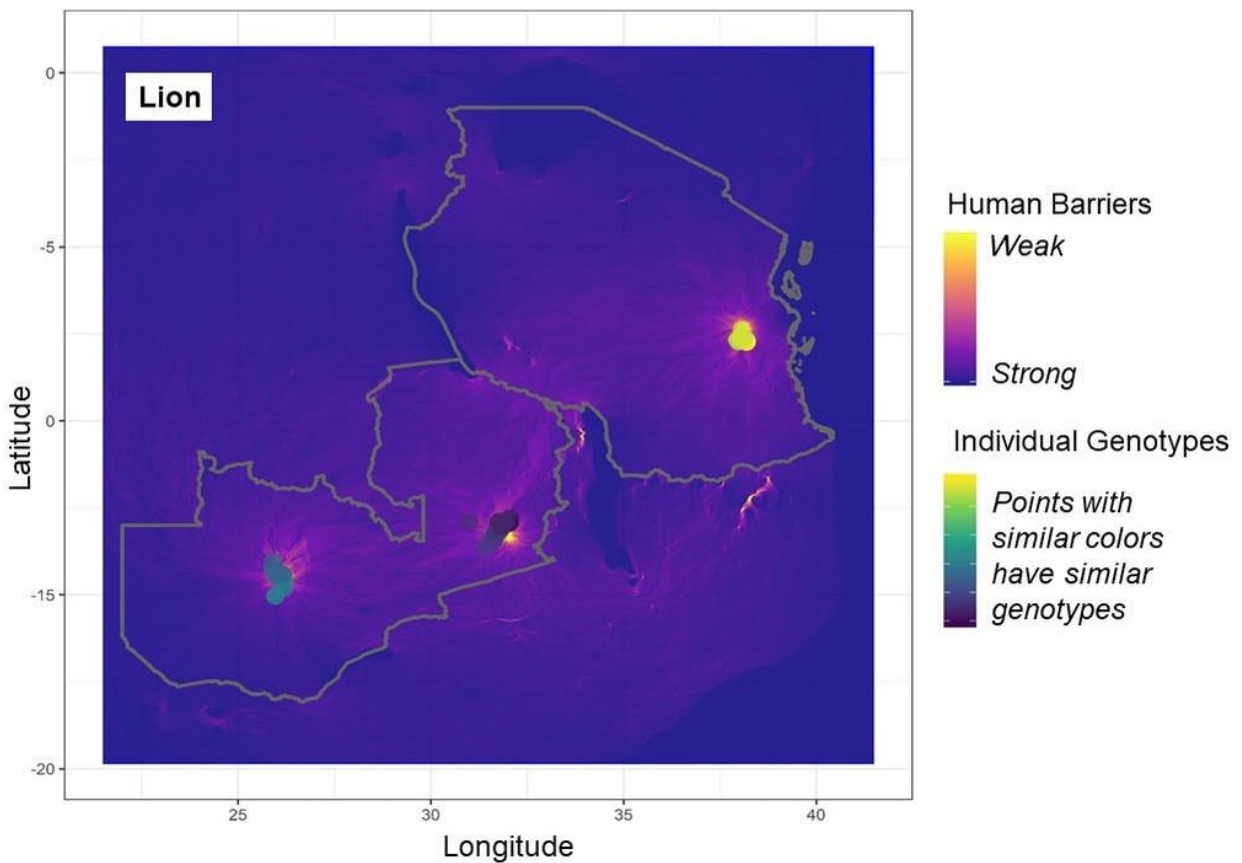 Lion
0
-5
0
-15
-20
25
30
35
40
Latitude
Longitude
Human Barriers
Weak
Strong
Individual Genotypes
Points with
similar colors
have similar
genotypes